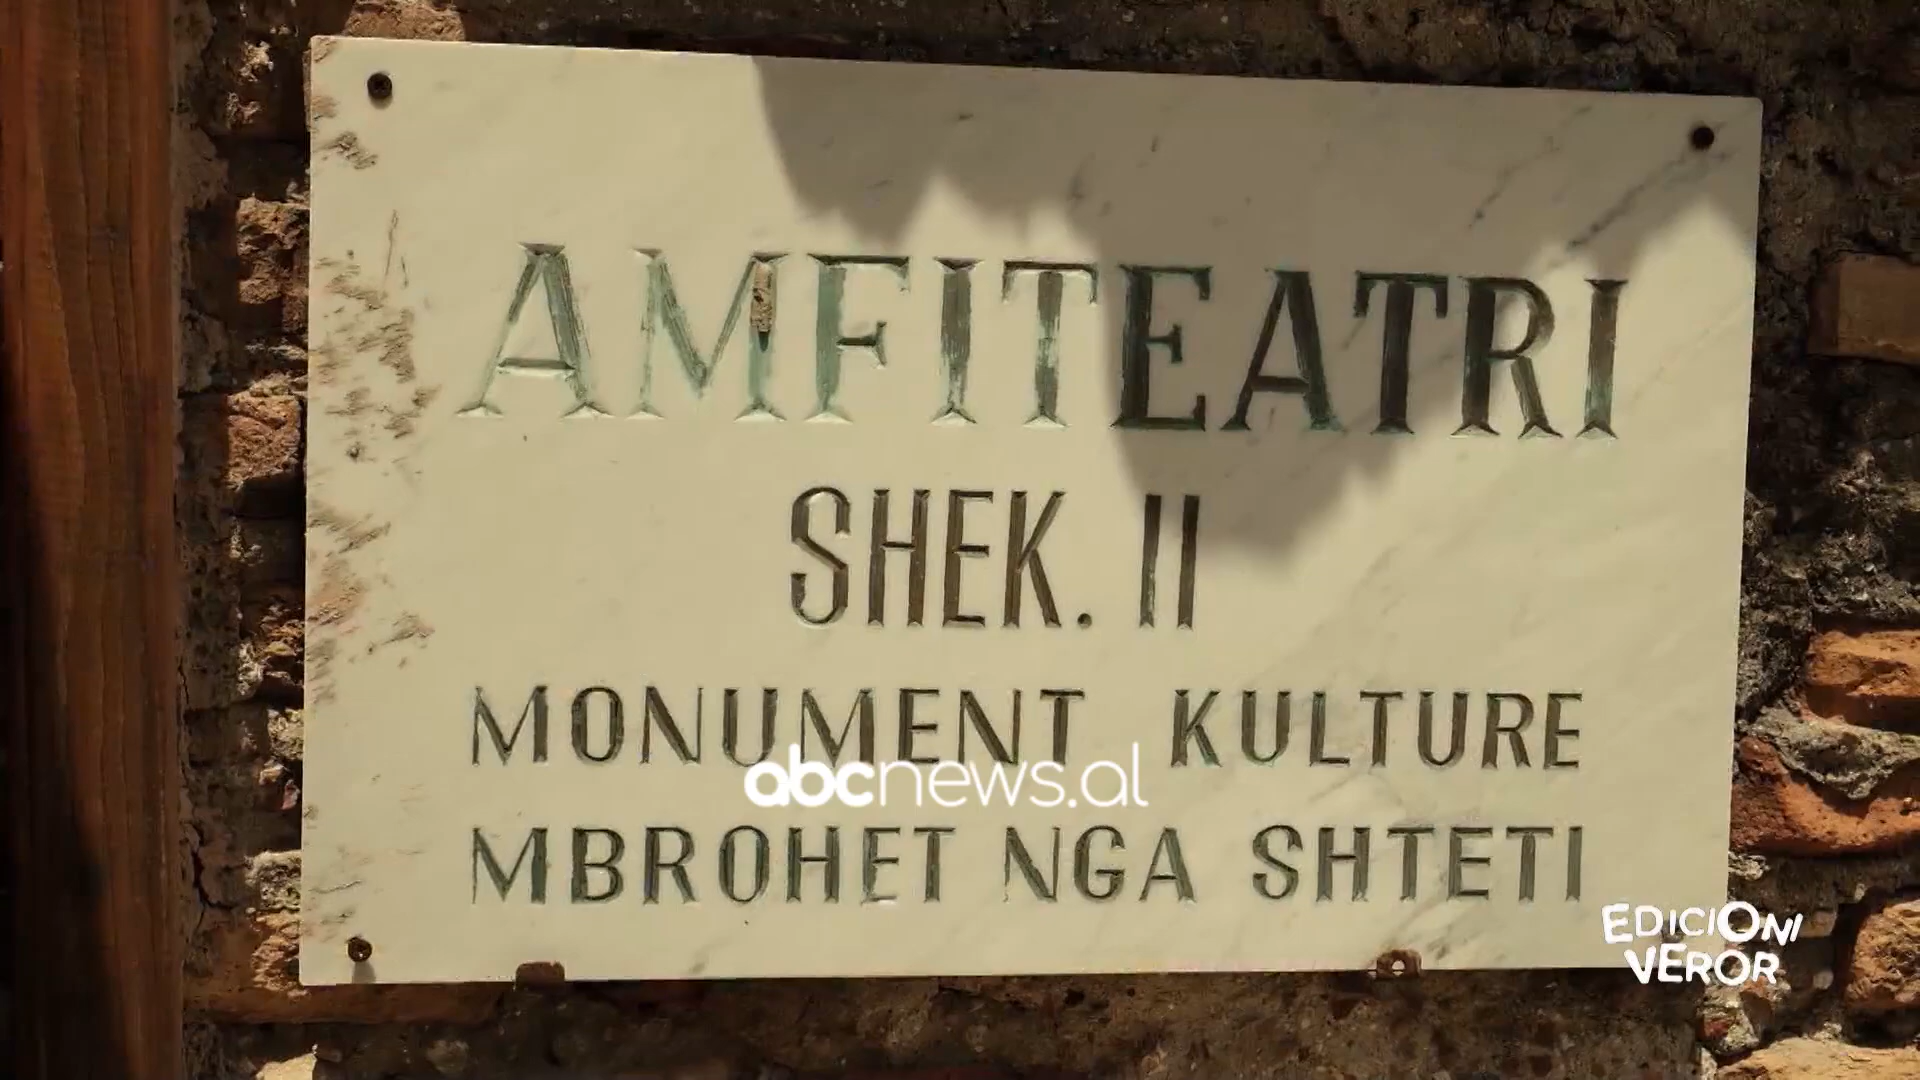 AMFITEATRI
SHEK. II
MONUMENT KULTURE
abcnews.al
MBROHET NGA SHTETI
EDICIONI
VEROR